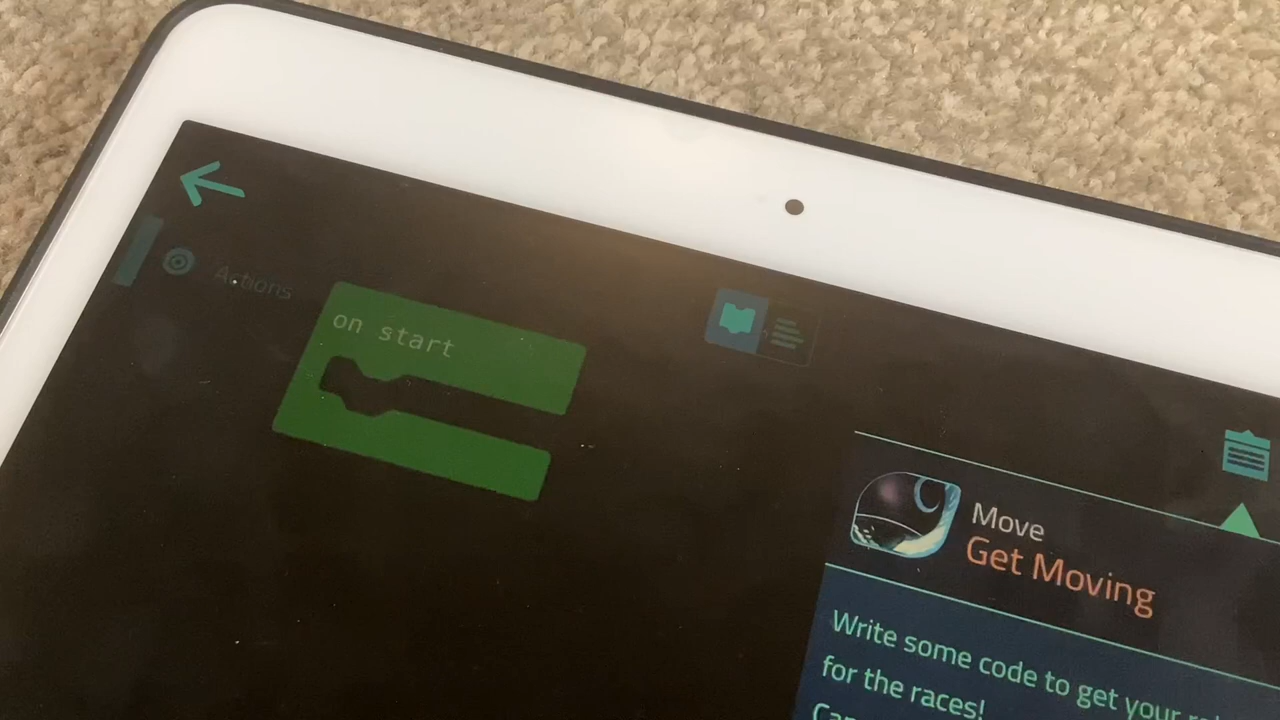 Actions
on start
Move
Get Moving
Write some code to get your
for the races!